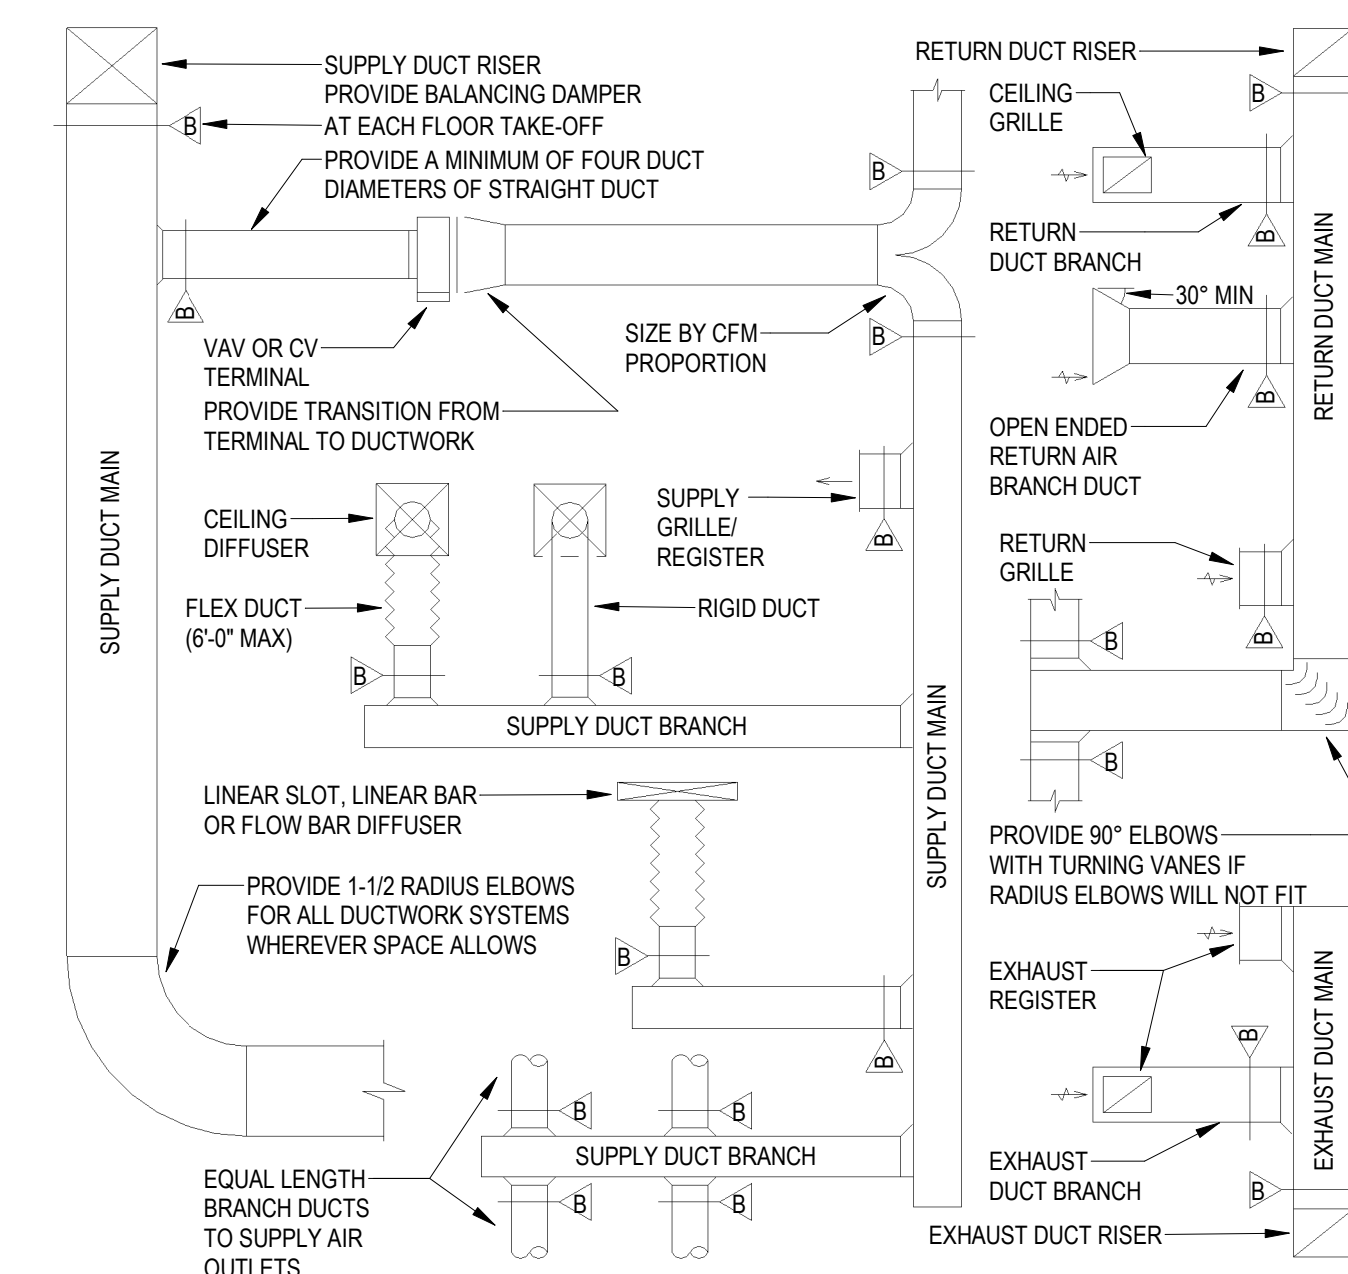 SUPPLY DUCT RISER
PROVIDE BALANCING DAMPER
AT EACH FLOOR TAKE-OFF
B
PROVIDE A MINIMUM OF FOUR DUCT
DIAMETERS OF STRAIGHT DUCT
B
VAV OR CV
TERMINAL
PROVIDE TRANSITION FROM
TERMINAL TO DUCTWORK
SIZE BY CFM
PROPORTION
B
B
SUPPLY DUCT MAIN
CEILING
DIFFUSER
FLEX DUCT
(6'-0" MAX)
B
B
RIGID DUCT
SUPPLY
GRILLE/
REGISTER
B
SUPPLY DUCT BRANCH
SUPPLY DUCT MAIN
LINEAR SLOT, LINEAR BAR
OR FLOW BAR DIFFUSER
B
B
PROVIDE 1-1/2 RADIUS ELBOWS
FOR ALL DUCTWORK SYSTEMS
WHEREVER SPACE ALLOWS
B
B
SUPPLY DUCT BRANCH
B
B
EQUAL LENGTH
BRANCH DUCTS
TO SUPPLY AIR
OUTLETS
RETURN DUCT RISER
B
CEILING
GRILLE
RETURN
DUCT BRANCH
B
RETURN DUCT MAIN
30° MIN
B
OPEN ENDED
RETURN AIR
BRANCH DUCT
RETURN
GRILLE
B
B
B
PROVIDE 90° ELBOWS
WITH TURNING VANES IF
RADIUS ELBOWS WILL NOT FIT
EXHAUST
REGISTER
B
EXHAUST DUCT MAIN
EXHAUST
DUCT BRANCH
B
EXHAUST DUCT RISER